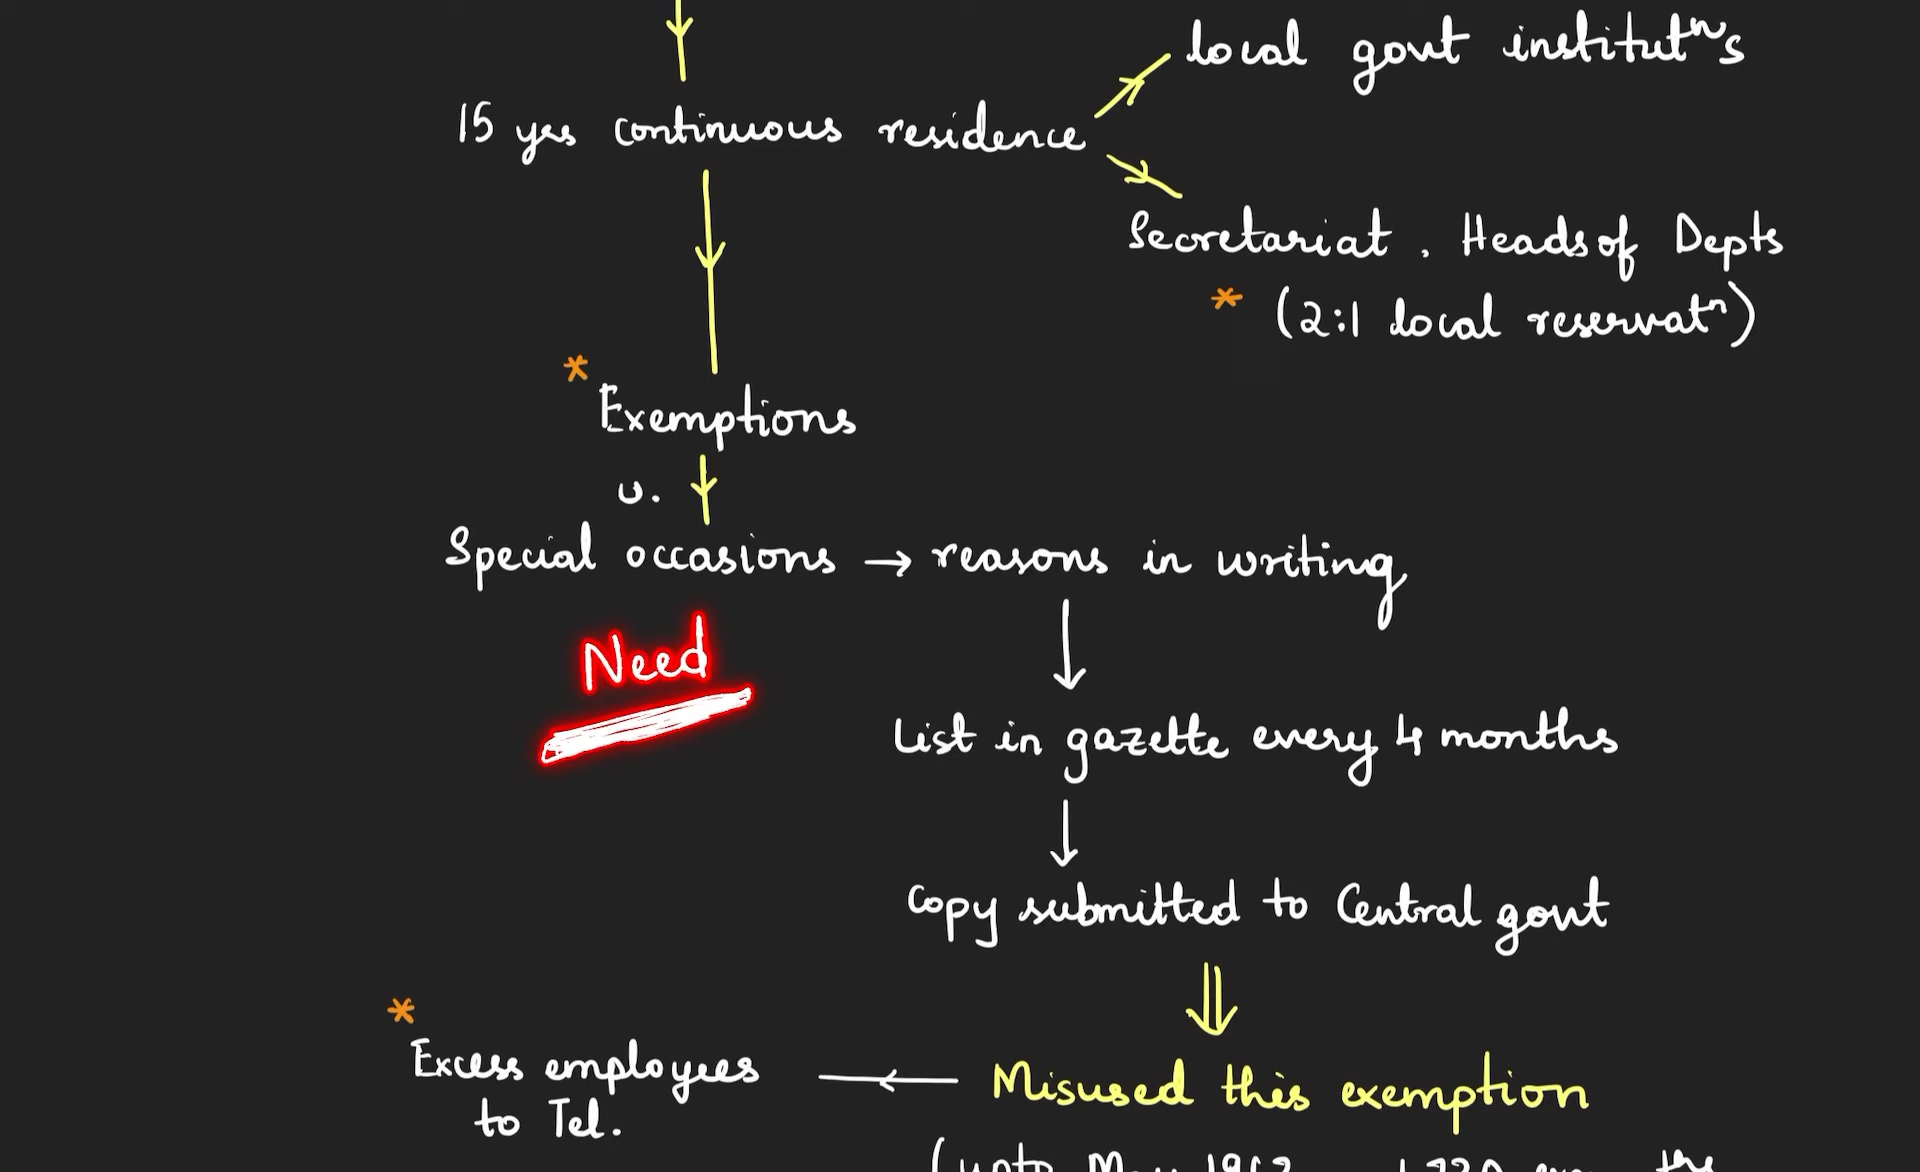 local govt institutⁿs
15 yrs continuous residence
Secretariat, Heads of Depts
* (2:1 local reservatⁿ)
* Exemptions
u.
Special occasions → reasons in writing
Need
List in gazette every 4 months
Copy submitted to Central govt
* Excess employees
to Tel.
Misused this exemption
(upto